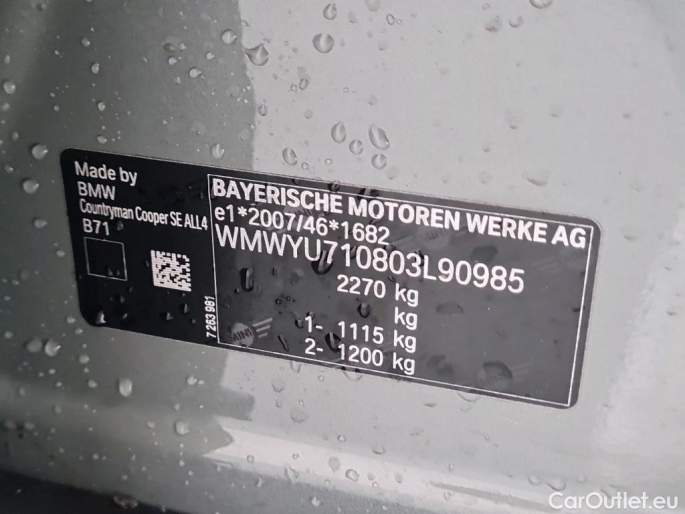 Made by
BMW
Countryman Cooper SE ALL4
B71
7 263 981
BAYERISCHE MOTOREN WERKE AG
e1*2007/46*1682
WMWYU710803L90985
2270 kg
kg
1- 1115 kg
2- 1200 kg
MINI
CarOutlet.eu